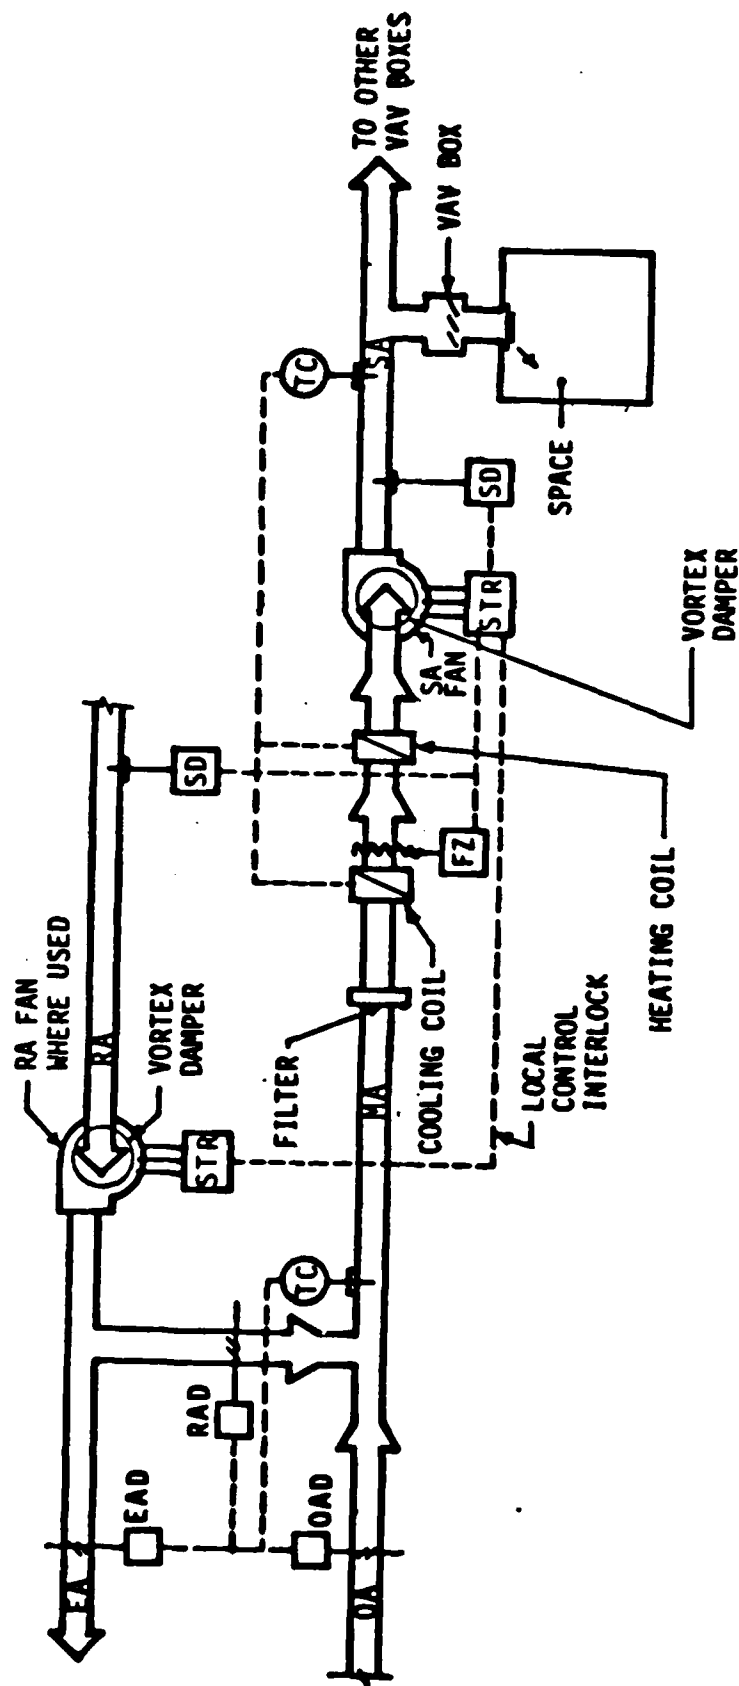 RA FAN
WHERE USED
RA
VORTEX
DAMPER
STR
SD
EA
EAD
RAD
OAD
OA
TC
MA
FILTER
COOLING COIL
FZ
HEATING COIL
LOCAL
CONTROL
INTERLOCK
SA
FAN
STR
SD
VORTEX
DAMPER
TC
SA
TO OTHER
VAV BOXES
VAV BOX
SPACE